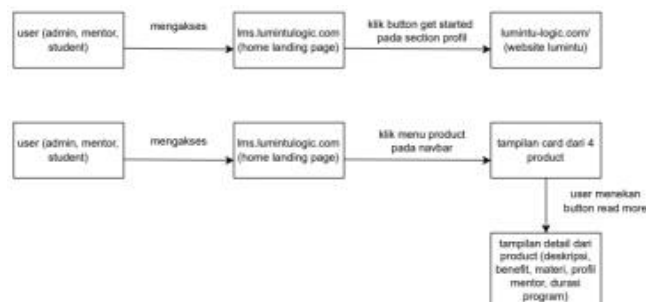 user (admin, mentor,
student)
mengakses
lms.lumintulogic.com
(home landing page)
klik button get started
pada section profil
lumintu-logic.com/
(website lumintu)
user (admin, mentor,
student)
mengakses
lms.lumintulogic.com
(home landing page)
klik menu product
pada navbar
tampilan card dari 4
product
user menekan
button read more
tampilan detail dari
product (deskripsi,
benefit, materi, profil
mentor, durasi
program)